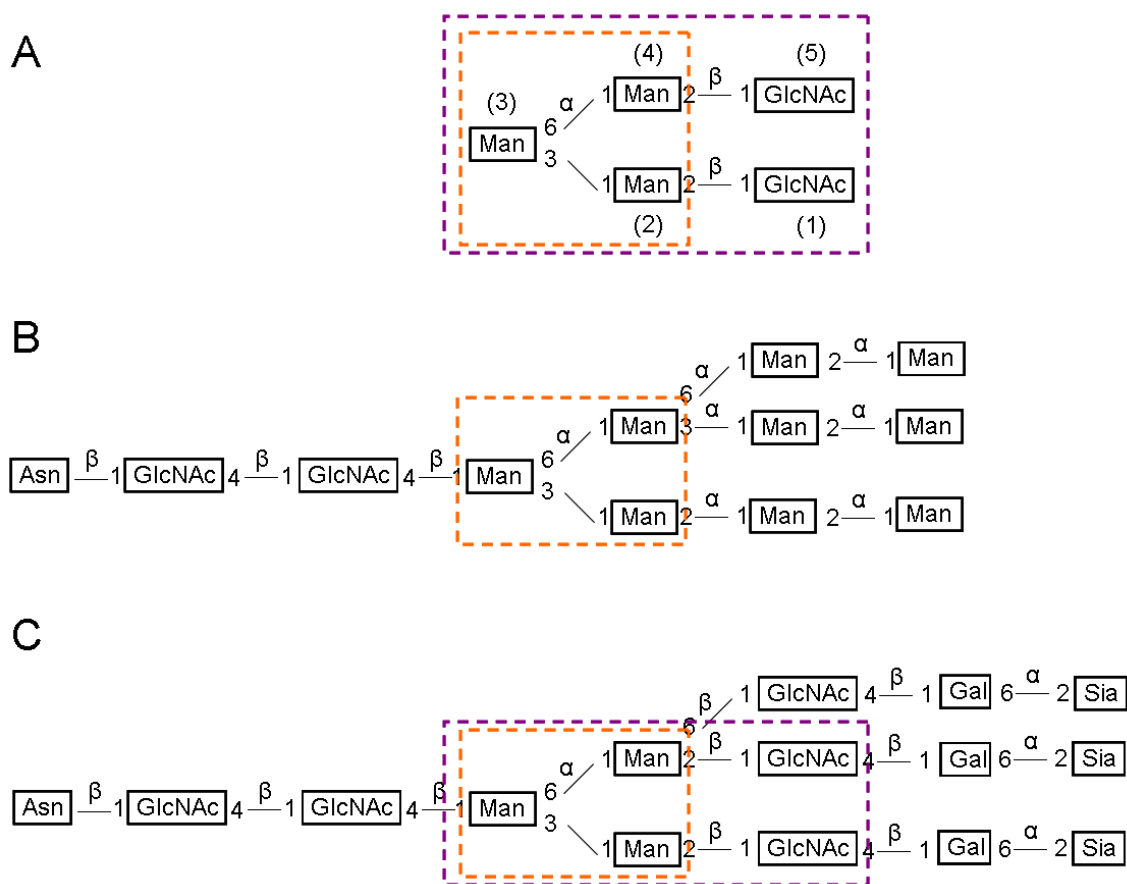 A
(4) (5)
β
1 Man 2 1 GlcNAc
(3) α
6
Man
3
β
1 Man 2 1 GlcNAc
(2) (1)
B
α
1 Man 2 1 Man
α
6
α α
1 Man 3 1 Man 2 1 Man
α
β β β
6
Asn 1 GlcNAc 4 1 GlcNAc 4 1 Man
3
α α
1 Man 2 1 Man 2 1 Man
C
β α
1 GlcNAc 4 1 Gal 6 2 Sia
β
6
β β α
1 Man 2 1 GlcNAc 4 1 Gal 6 2 Sia
α
β β β
6
Asn 1 GlcNAc 4 1 GlcNAc 4 1 Man
3
β β α
1 Man 2 1 GlcNAc 4 1 Gal 6 2 Sia